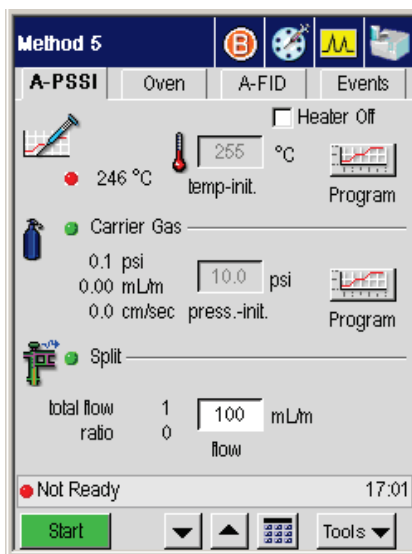 Method 5
B
A-PSSI Oven A-FID Events
Heater Off
246 °C 255 °C
temp-init. Program
Carrier Gas
0.1 psi
0.00 mL/m 10.0 psi
0.0 cm/sec press.-init. Program
Split
total flow 1 100 mL/m
ratio 0
flow
Not Ready 17:01
Start Tools